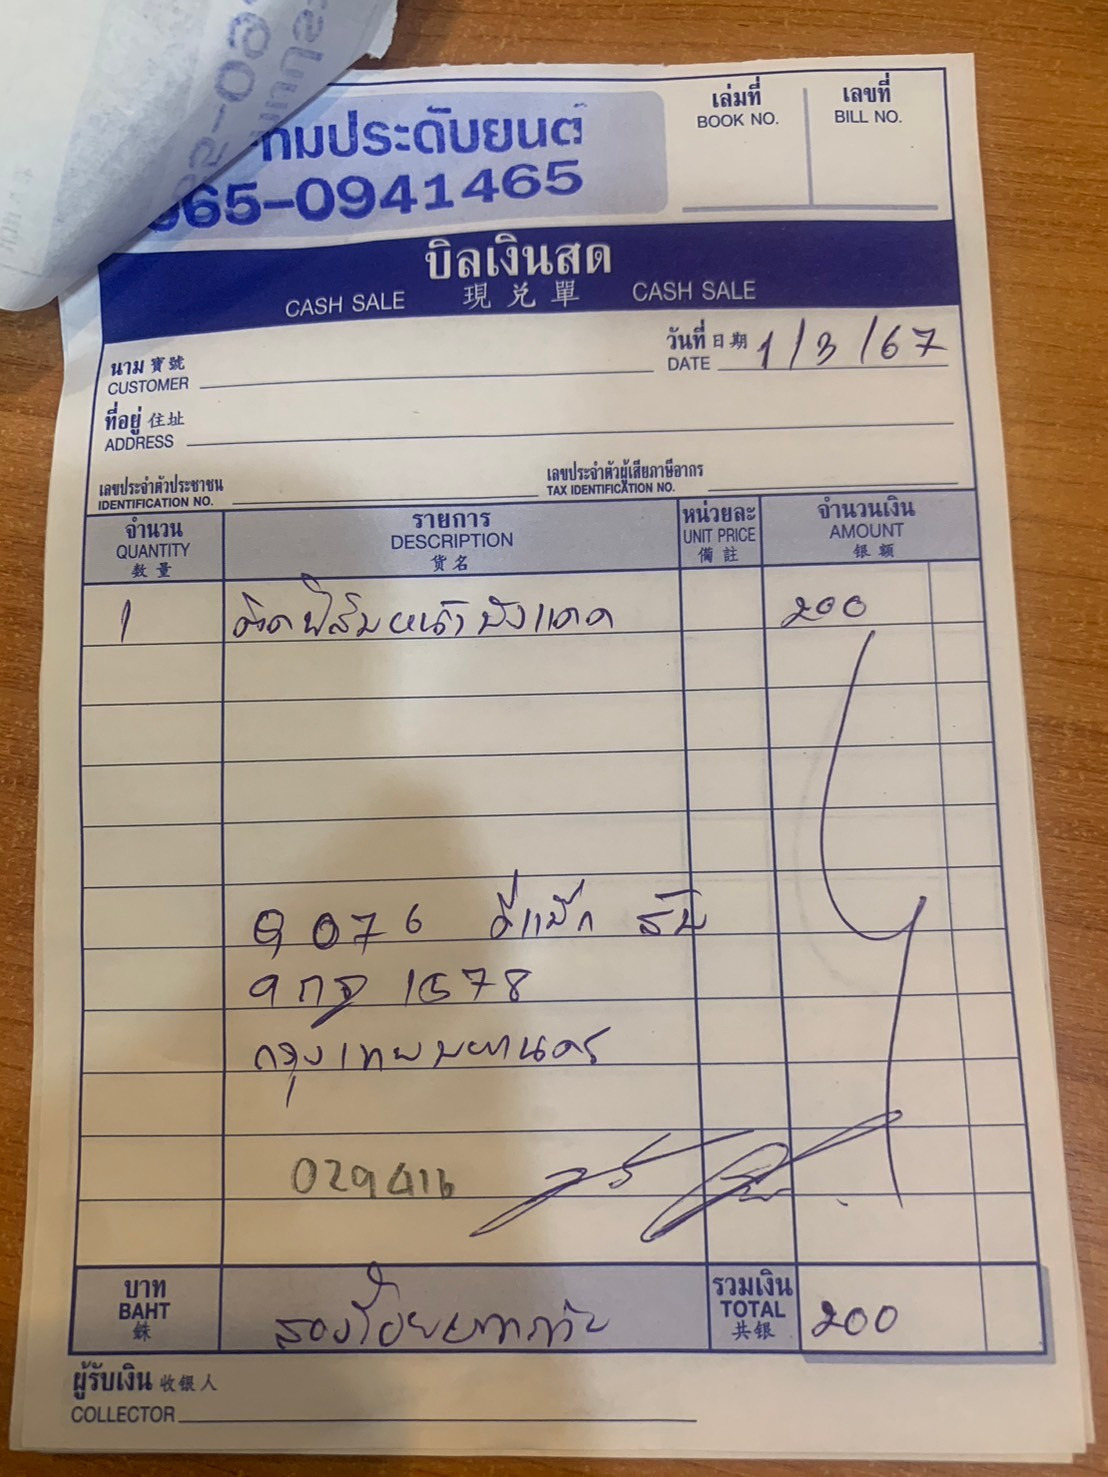 ทมประดับยนต์
065-0941465
เล่มที่
BOOK NO.
เลขที่
BILL NO.
บิลเงินสด
CASH SALE 現兑單 CASH SALE
นาม 寶號
CUSTOMER
วันที่ 日期 1/3/67
DATE
ที่อยู่ 住址
ADDRESS
เลขประจำตัวประชาชน
IDENTIFICATION NO.
เลขประจำตัวผู้เสียภาษีอากร
TAX IDENTIFICATION NO.
จำนวน
QUANTITY
数量
รายการ
DESCRIPTION
货名
หน่วยละ
UNIT PRICE
備註
จำนวนเงิน
AMOUNT
银额
1 ติดฟิล์มหน้าบังแดด 200
9076 ดีแม็ก
1578
กรุงเทพมหานคร
029416
บาท
BAHT
銖
สองร้อยบาทถ้วน
รวมเงิน
TOTAL
共银
200
ผู้รับเงิน 收银人
COLLECTOR